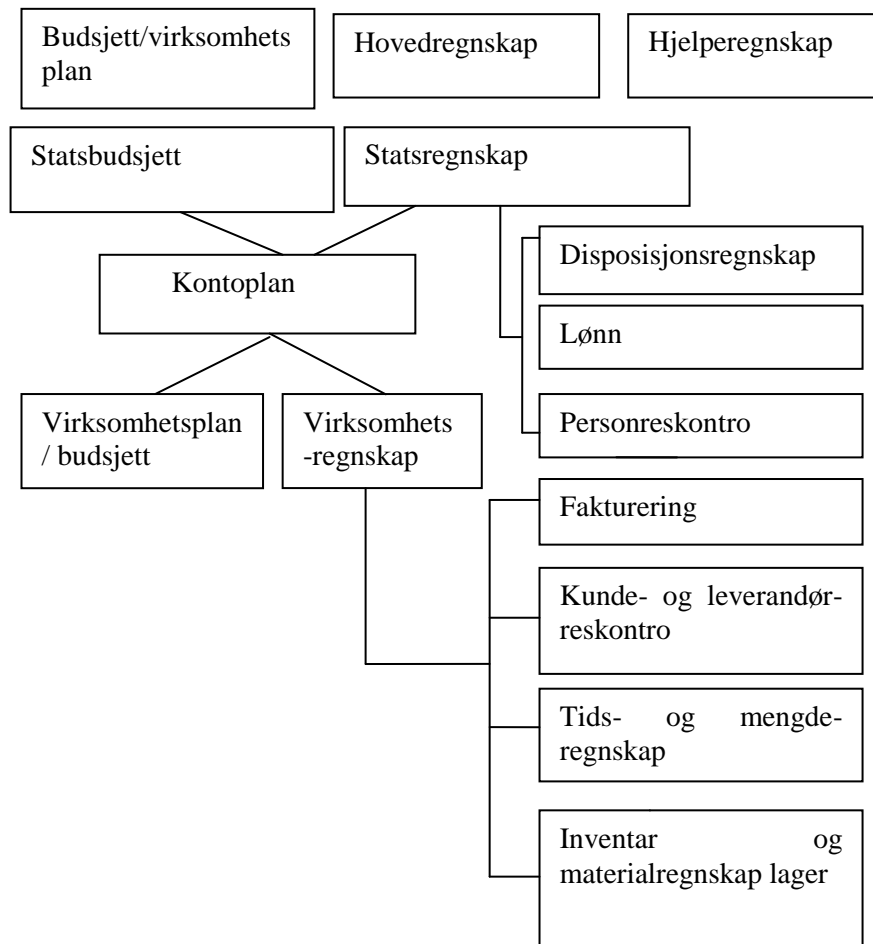 Budsjett/virksomhets
plan
Hovedregnskap
Hjelperegnskap
Statsbudsjett
Statsregnskap
Kontoplan
Disposisjonsregnskap
Lønn
Virksomhetsplan
/ budsjett
Virksomhets
-regnskap
Personreskontro
Fakturering
Kunde- og leverandør-
reskontro
Tids- og mengde-
regnskap
Inventar og
materialregnskap lager